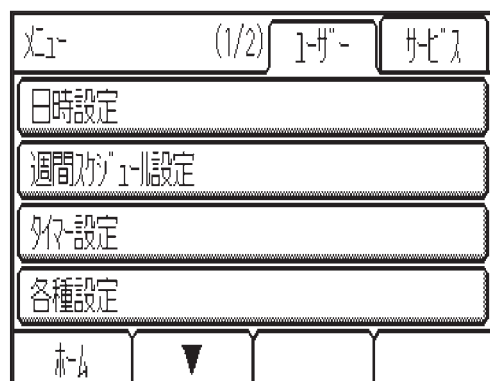 メニュー (1/2) ユーザー サービス
日時設定
週間スケジュール設定
タイマー設定
各種設定
ホーム ▼